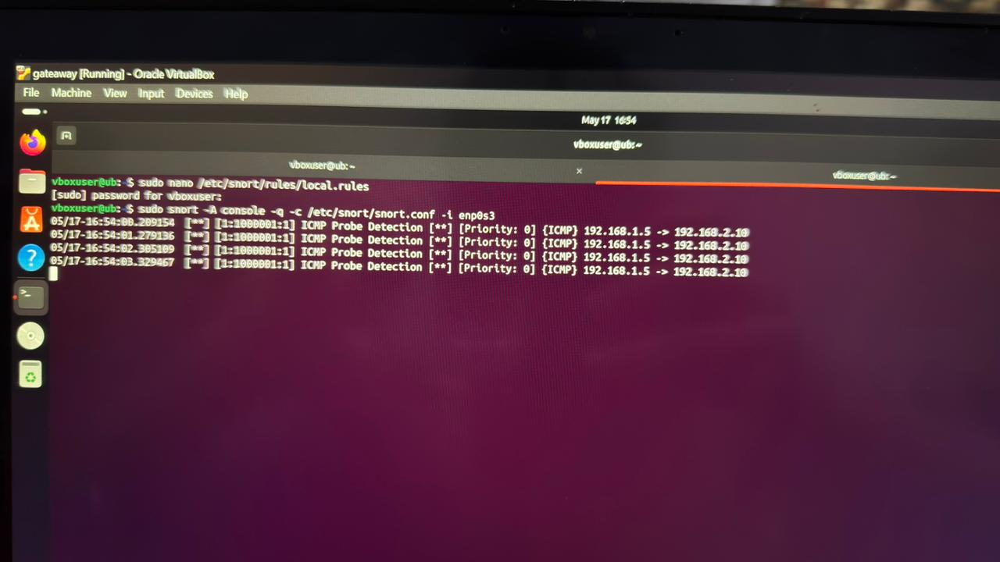 gateaway [Running] - Oracle VirtualBox
File Machine View Input Devices Help
May 17 16:54
vboxuser@ub: ~
vboxuser@ub: ~ ×
vboxuser@ub: ~
vboxuser@ub:~$ sudo nano /etc/snort/rules/local.rules
[sudo] password for vboxuser:
vboxuser@ub:~$ sudo snort -A console -q -c /etc/snort/snort.conf -i enp0s3
05/17-16:54:00.209154 [**] [1:1000001:1] ICMP Probe Detection [**] [Priority: 0] {ICMP} 192.168.1.5 -> 192.168.2.10
05/17-16:54:01.279136 [**] [1:1000001:1] ICMP Probe Detection [**] [Priority: 0] {ICMP} 192.168.1.5 -> 192.168.2.10
05/17-16:54:02.305109 [**] [1:1000001:1] ICMP Probe Detection [**] [Priority: 0] {ICMP} 192.168.1.5 -> 192.168.2.10
05/17-16:54:03.329467 [**] [1:1000001:1] ICMP Probe Detection [**] [Priority: 0] {ICMP} 192.168.1.5 -> 192.168.2.10